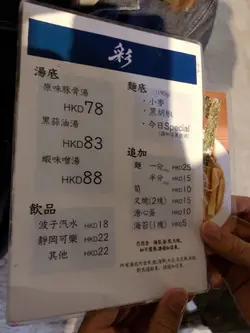 彩
湯底
原味豚骨湯
HKD78
黑蒜油湯
HKD83
蝦味噌湯
HKD88
飲品
波子汽水 HKD18
靜岡可樂 HKD22
其他 HKD22
麵底
・小麥
・黑胡椒
・今日Special
追加
麵 一份 HKD25
半份 HKD15
筍 HKD10
叉燒(2塊) HKD15
溏心蛋 HKD10
海苔(1塊) HKD5